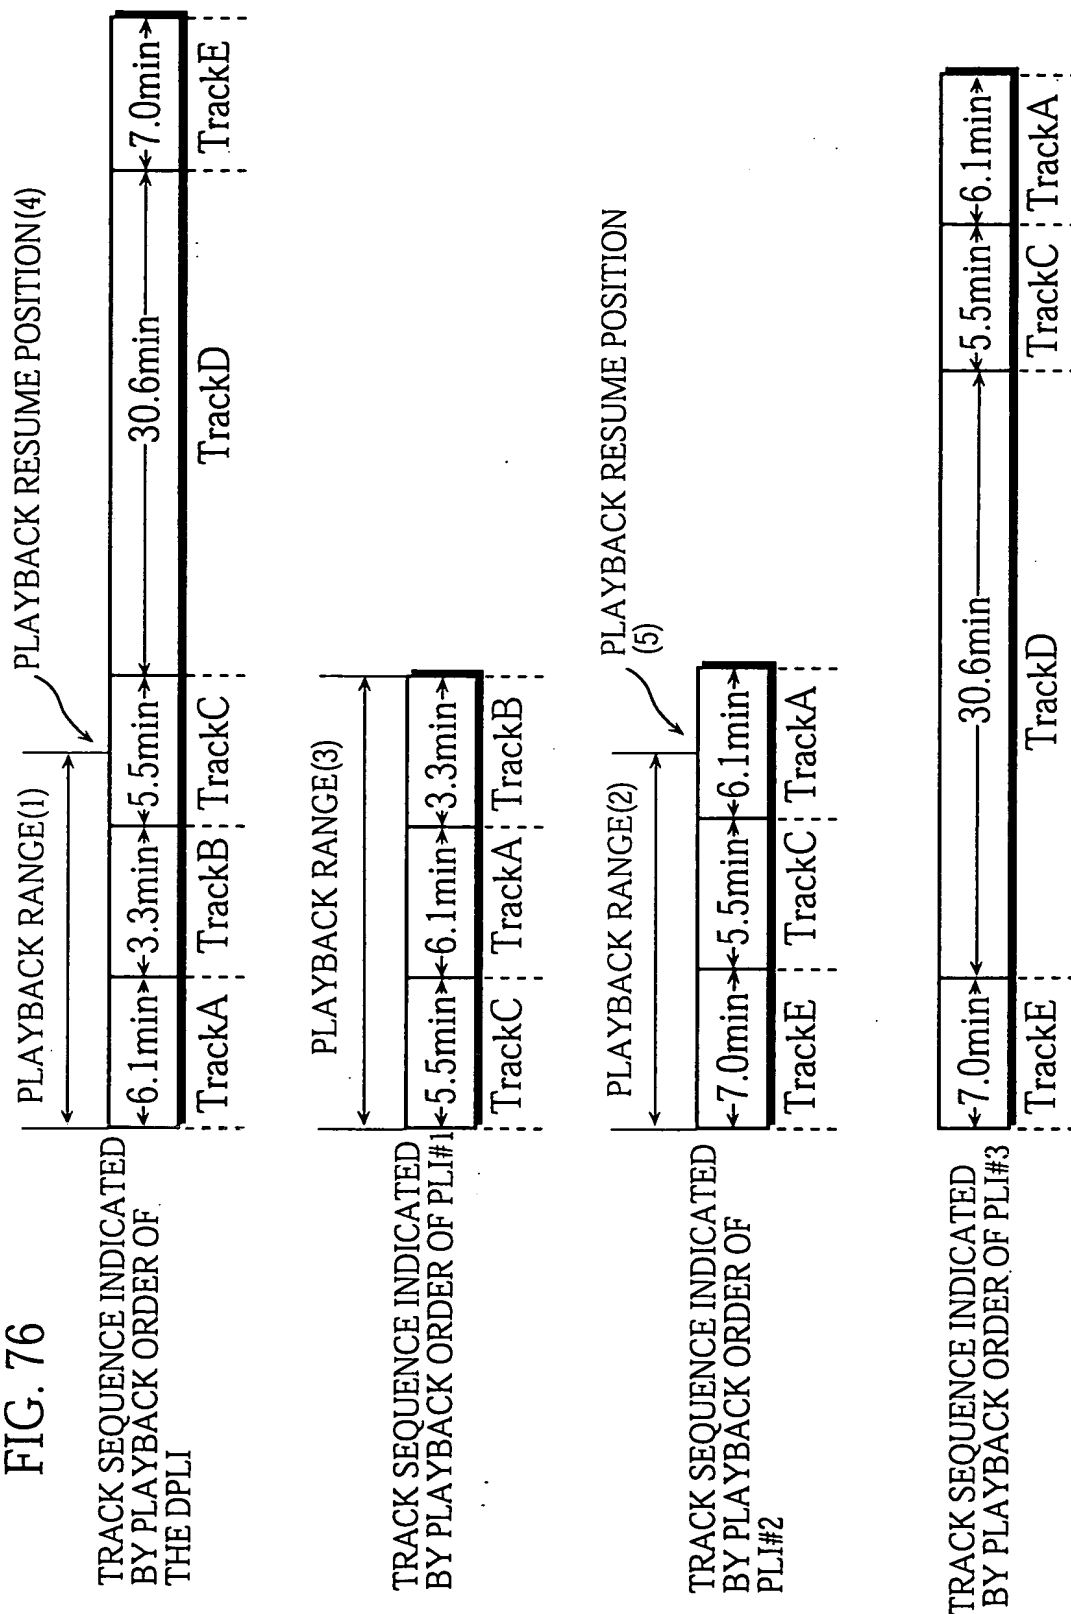 FIG. 76
PLAYBACK RANGE(1)
PLAYBACK RESUME POSITION(4)
TRACK SEQUENCE INDICATED
BY PLAYBACK ORDER OF
THE DPLI
6.1min
3.3min
5.5min
30.6min
7.0min
TrackA
TrackB
TrackC
TrackD
TrackE
PLAYBACK RANGE(3)
TRACK SEQUENCE INDICATED
BY PLAYBACK ORDER OF PLI#1
5.5min
6.1min
3.3min
TrackC
TrackA
TrackB
PLAYBACK RANGE(2)
PLAYBACK RESUME POSITION
(5)
TRACK SEQUENCE INDICATED
BY PLAYBACK ORDER OF
PLI#2
7.0min
5.5min
6.1min
TrackE
TrackC
TrackA
TRACK SEQUENCE INDICATED
BY PLAYBACK ORDER OF PLI#3
7.0min
30.6min
5.5min
6.1min
TrackE
TrackD
TrackC
TrackA